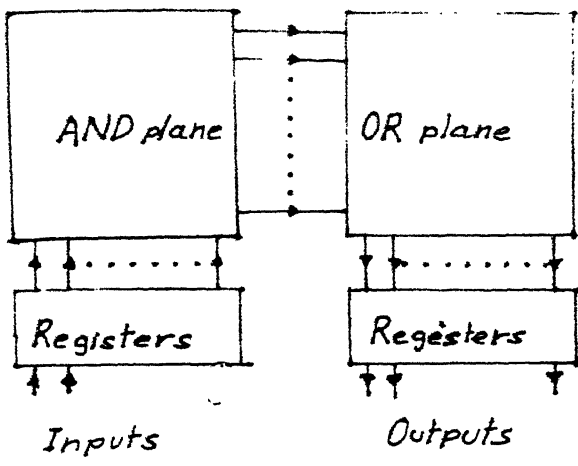 AND plane
OR plane
Registers
Regesters
Inputs
Outputs